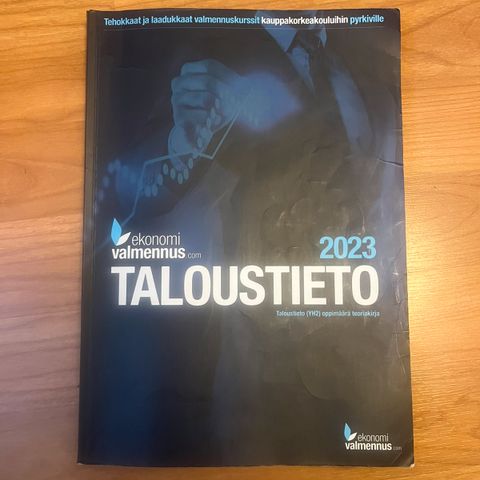 Tehokkaat ja laadukkaat valmennuskurssit kauppakorkeakouluihin pyrkiville
ekonomi
valmennus.com
2023
TALOUSTIETO
Taloustieto (YH2) oppimäärä teoriakirja
ekonomi
valmennus.com